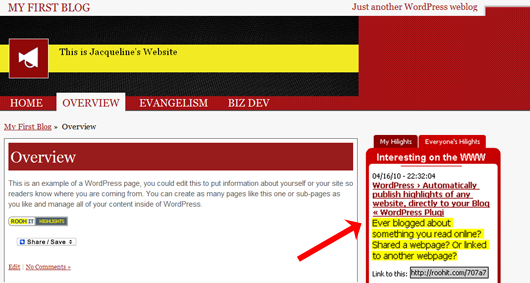 MY FIRST BLOG
Just another WordPress weblog
This is Jacqueline's Website
HOME OVERVIEW EVANGELISM BIZ DEV
My First Blog » Overview
Overview
This is an example of a WordPress page, you could edit this to put information about yourself or your site so
readers know where you are coming from. You can create as many pages like this one or sub-pages as
you like and manage all of your content inside of WordPress.
ROOH IT HIGHLIGHTS
Share / Save
Edit | No Comments »
My Hilights Everyone's Hilights
Interesting on the WWW
04/16/10 - 22:32:04
WordPress › Automatically
publish highlights of any
website, directly to your Blog
« WordPress Plugi
Ever blogged about
something you read online?
Shared a webpage? Or linked
to another webpage?
Link to this: http://roohit.com/707a7